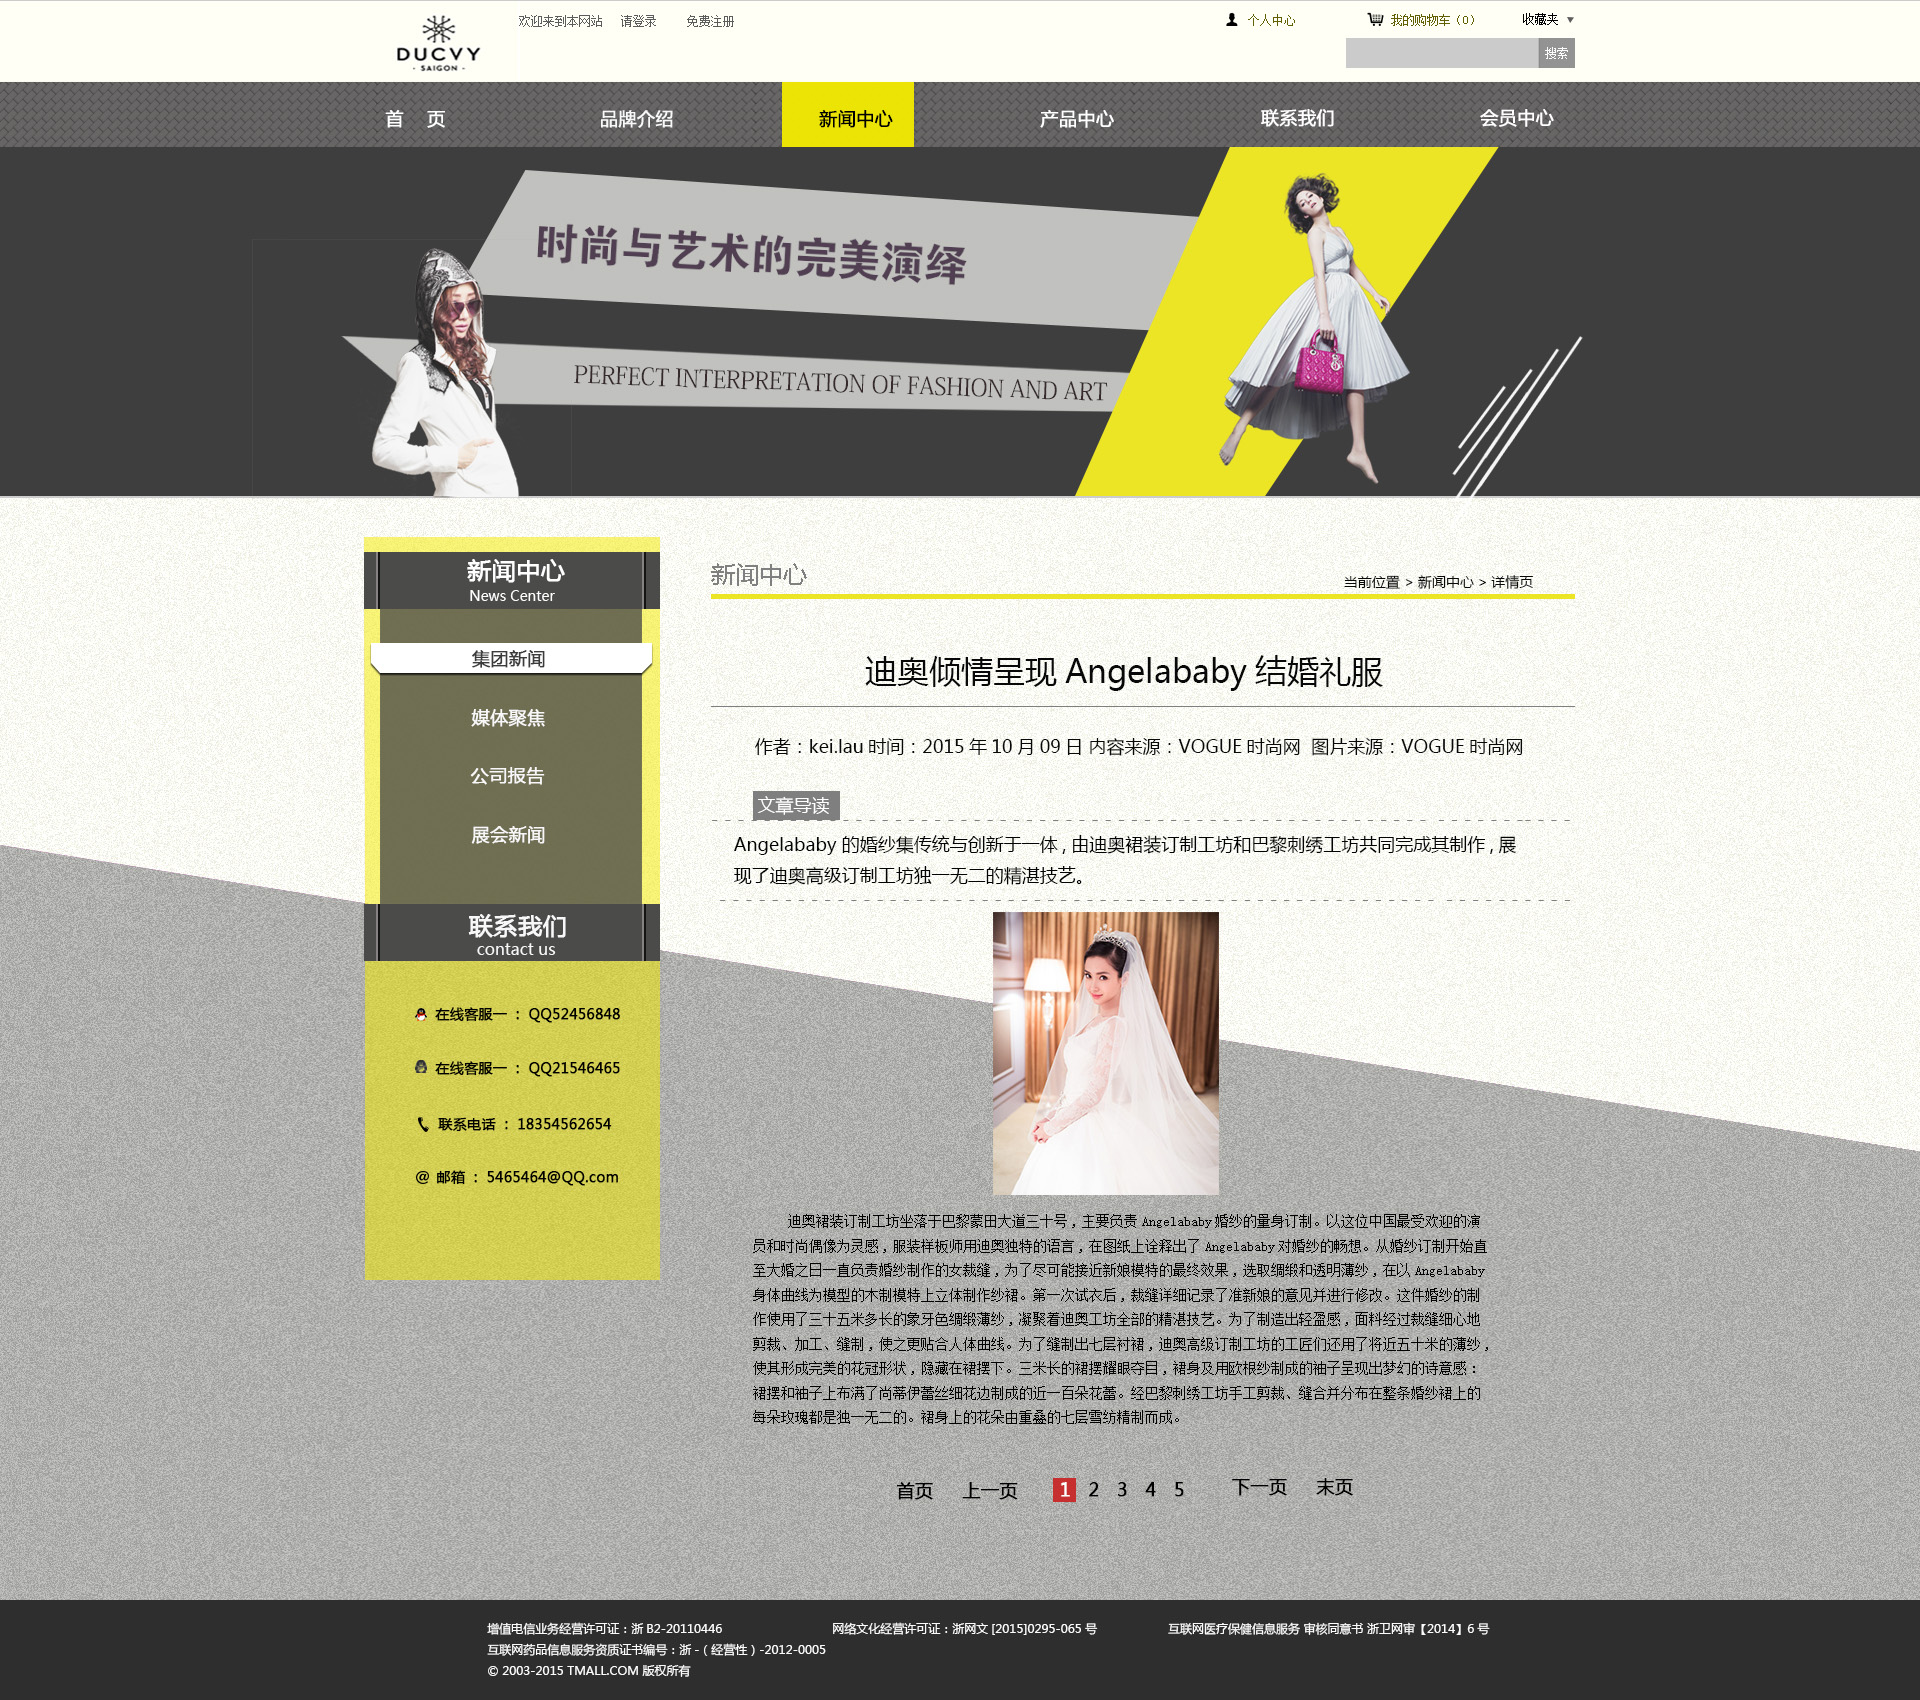 欢迎来到本网站 请登录 免费注册 个人中心 我的购物车（0） 收藏夹
DUCVY
- SAIGON -
搜索
首 页 品牌介绍 新闻中心 产品中心 联系我们 会员中心
时尚与艺术的完美演绎
PERFECT INTERPRETATION OF FASHION AND ART
新闻中心
News Center
集团新闻
媒体聚焦
公司报告
展会新闻
联系我们
contact us
在线客服一 ： QQ52456848
在线客服一 ： QQ21546465
联系电话 ： 18354562654
@ 邮箱 ： 5465464@QQ.com
新闻中心
当前位置 > 新闻中心 > 详情页
迪奥倾情呈现 Angelababy 结婚礼服
作者：kei.lau 时间：2015 年 10 月 09 日 内容来源：VOGUE 时尚网 图片来源：VOGUE 时尚网
文章导读
Angelababy 的婚纱集传统与创新于一体，由迪奥裙装订制工坊和巴黎刺绣工坊共同完成其制作，展
现了迪奥高级订制工坊独一无二的精湛技艺。
迪奥裙装订制工坊坐落于巴黎蒙田大道三十号，主要负责 Angelababy 婚纱的量身订制。以这位中国最受欢迎的演
员和时尚偶像为灵感，服装样板师用迪奥独特的语言，在图纸上诠释出了 Angelababy 对婚纱的畅想。从婚纱订制开始直
至大婚之日一直负责婚纱制作的女裁缝，为了尽可能接近新娘模特的最终效果，选取绸缎和透明薄纱，在以 Angelababy
身体曲线为模型的木制模特上立体制作纱裙。第一次试衣后，裁缝详细记录了准新娘的意见并进行修改。这件婚纱的制
作使用了三十五米多长的象牙色绸缎薄纱，凝聚着迪奥工坊全部的精湛技艺。为了制造出轻盈感，面料经过裁缝细心地
剪裁、加工、缝制，使之更贴合人体曲线。为了缝制出七层衬裙，迪奥高级订制工坊的工匠们还用了将近五十米的薄纱，
使其形成完美的花冠形状，隐藏在裙摆下。三米长的裙摆耀眼夺目，裙身及用欧根纱制成的袖子呈现出梦幻的诗意感：
裙摆和袖子上布满了尚蒂伊蕾丝细花边制成的近一百朵花蕾。经巴黎刺绣工坊手工剪裁、缝合并分布在整条婚纱裙上的
每朵玫瑰都是独一无二的。裙身上的花朵由重叠的七层雪纺精制而成。
首页 上一页 1 2 3 4 5 下一页 末页
增值电信业务经营许可证：浙 B2-20110446 网络文化经营许可证：浙网文 [2015]0295-065 号 互联网医疗保健信息服务 审核同意书 浙卫网审【2014】6 号
互联网药品信息服务资质证书编号：浙 -（ 经营性 ）-2012-0005
© 2003-2015 TMALL.COM 版权所有